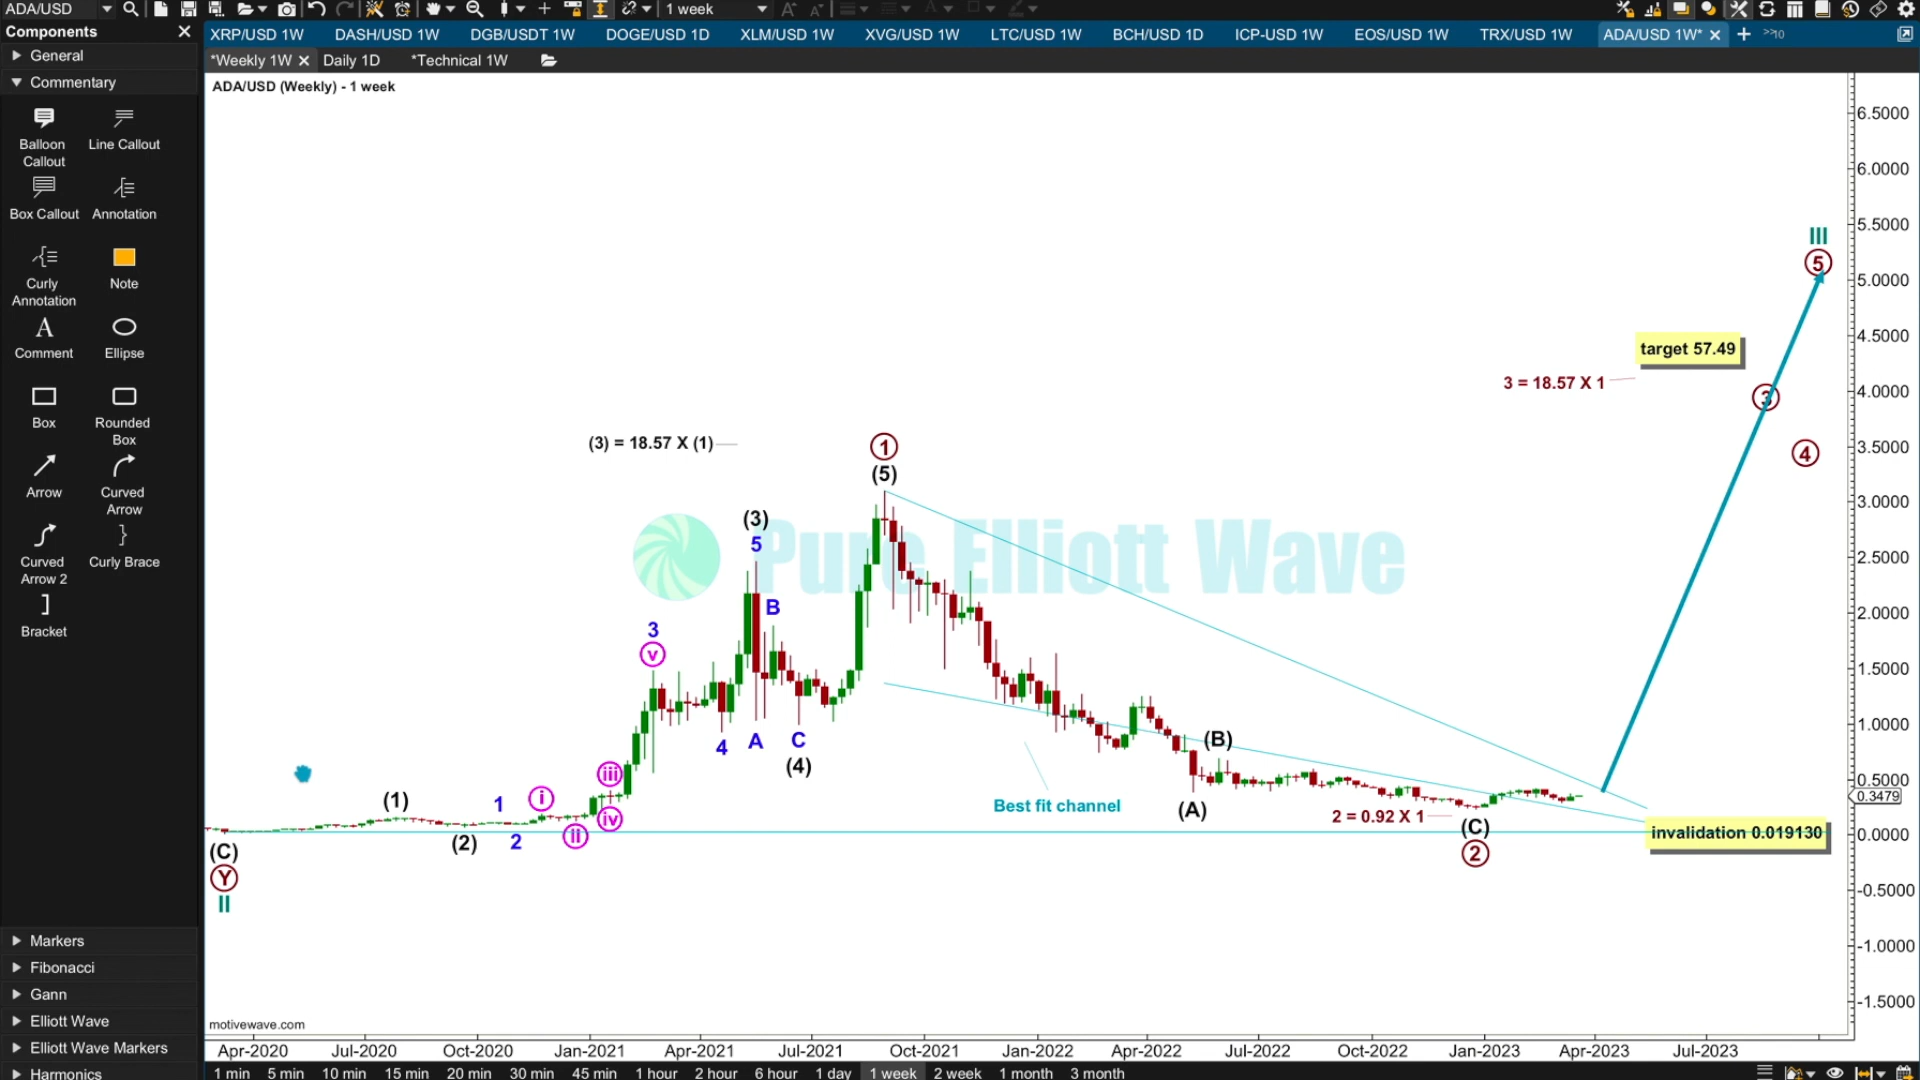 ADA/USD
1 week
Components
General
Commentary
Balloon Callout
Line Callout
Box Callout
Annotation
Curly Annotation
Note
Comment
Ellipse
Box
Rounded Box
Arrow
Curved Arrow
Curved Arrow 2
Curly Brace
Bracket
Markers
Fibonacci
Gann
Elliott Wave
Elliott Wave Markers
Harmonics
XRP/USD 1W
DASH/USD 1W
DGB/USDT 1W
DOGE/USD 1D
XLM/USD 1W
XVG/USD 1W
LTC/USD 1W
BCH/USD 1D
ICP-USD 1W
EOS/USD 1W
TRX/USD 1W
ADA/USD 1W*
>>10
*Weekly 1W
Daily 1D
*Technical 1W
ADA/USD (Weekly) - 1 week
Pure Elliott Wave
III
5
target 57.49
3 = 18.57 X 1
3
4
(3) = 18.57 X (1)
1
(5)
(3)
5
B
3
v
4
A
C
(4)
iii
i
iv
ii
(1)
1
(2)
2
(C)
Y
II
(B)
(A)
Best fit channel
2 = 0.92 X 1
(C)
2
invalidation 0.019130
6.5000
6.0000
5.5000
5.0000
4.5000
4.0000
3.5000
3.0000
2.5000
2.0000
1.5000
1.0000
0.5000
0.3479
0.0000
-0.5000
-1.0000
-1.5000
motivewave.com
Apr-2020
Jul-2020
Oct-2020
Jan-2021
Apr-2021
Jul-2021
Oct-2021
Jan-2022
Apr-2022
Jul-2022
Oct-2022
Jan-2023
Apr-2023
Jul-2023
1 min
5 min
10 min
15 min
20 min
30 min
45 min
1 hour
2 hour
6 hour
1 day
1 week
2 week
1 month
3 month